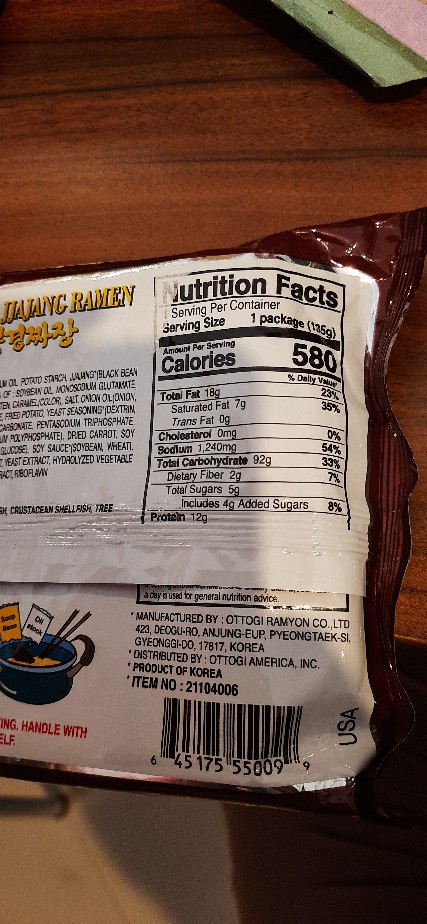 JJAJANG RAMEN
짜장
LM OIL, POTATO STARCH, JJAJANG*(BLACK BEAN
OF : SOYBEAN OIL, MONOSODIUM GLUTAMATE,
TEN, CARAMEL(COLOR), SALT, ONION OIL(ONION,
E, FRIED POTATO, YEAST SEASONING*(DEXTRIN,
CARBONATE, PENTASODIUM TRIPHOSPHATE,
UM POLYPHOSPHATE), DRIED CARROT, SOY
GLUCOSE), SOY SAUCE*(SOYBEAN, WHEAT),
T, YEAST EXTRACT, HYDROLYZED VEGETABLE
RACT, RIBOFLAVIN
SH, CRUSTACEAN SHELLFISH, TREE
Nutrition Facts
1 Serving Per Container
Serving Size 1 package (135g)
Amount Per Serving
Calories 580
% Daily Value*
Total Fat 18g 23%
Saturated Fat 7g 35%
Trans Fat 0g
Cholesterol 0mg 0%
Sodium 1,240mg 54%
Total Carbohydrate 92g 33%
Dietary Fiber 2g 7%
Total Sugars 5g
Includes 4g Added Sugars 8%
Protein 12g
a day is used for general nutrition advice.
Soup Base
Oil Block
* MANUFACTURED BY : OTTOGI RAMYON CO.,LTD
423, DEOGU-RO, ANJUNG-EUP, PYEONGTAEK-SI,
GYEONGGI-DO, 17817, KOREA
* DISTRIBUTED BY : OTTOGI AMERICA, INC.
* PRODUCT OF KOREA
* ITEM NO : 21104006
ING. HANDLE WITH
ELF.
6 45175 55009 9
USA